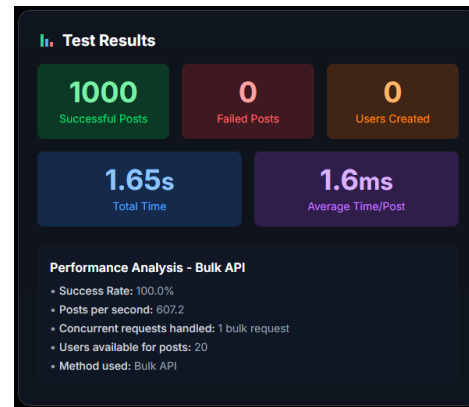 Test Results
1000
Successful Posts
0
Failed Posts
0
Users Created
1.65s
Total Time
1.6ms
Average Time/Post
Performance Analysis - Bulk API
• Success Rate: 100.0%
• Posts per second: 607.2
• Concurrent requests handled: 1 bulk request
• Users available for posts: 20
• Method used: Bulk API